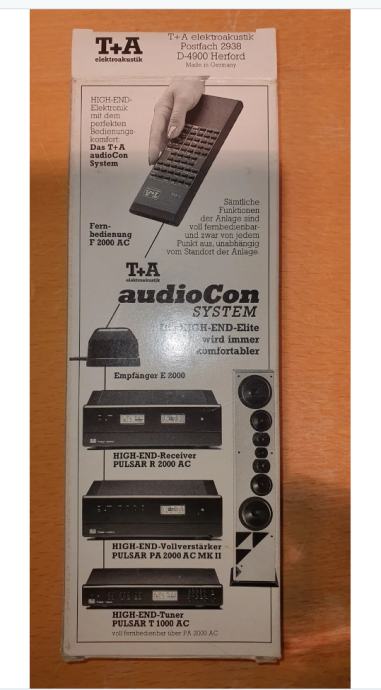 T+A
elektroakustik
T+A elektroakustik
Postfach 2938
D-4900 Herford
Made in Germany
HIGH-END-
Elektronik
mit dem
perfekten
Bedienungs-
komfort:
Das T+A
audioCon
System
Fern-
bedienung
F 2000 AC
Sämtliche
Funktionen
der Anlage sind
voll fernbedienbar-
und zwar von jedem
Punkt aus, unabhängig
vom Standort der Anlage.
T+A
elektroakustik
audioCon
SYSTEM
HIGH-END-Elite
wird immer
komfortabler
Empfänger E 2000
HIGH-END-Receiver
PULSAR R 2000 AC
HIGH-END-Vollverstärker
PULSAR PA 2000 AC MK II
HIGH-END-Tuner
PULSAR T 1000 AC
voll fernbedienbar über PA 2000 AC